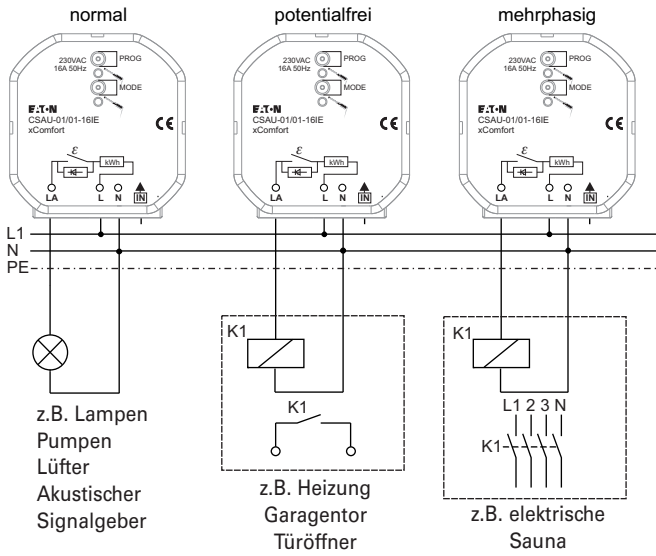 normal
potentialfrei
mehrphasig
230VAC
16A 50Hz
PROG
MODE
EATON
CSAU-01/01-16IE
xComfort
CE
ε
kWh
LA
L
N
IN
230VAC
16A 50Hz
PROG
MODE
EATON
CSAU-01/01-16IE
xComfort
CE
ε
kWh
LA
L
N
IN
230VAC
16A 50Hz
PROG
MODE
EATON
CSAU-01/01-16IE
xComfort
CE
ε
kWh
LA
L
N
IN
L1
N
PE
z.B. Lampen
Pumpen
Lüfter
Akustischer
Signalgeber
K1
K1
z.B. Heizung
Garagentor
Türöffner
K1
L1 2 3 N
K1
z.B. elektrische
Sauna